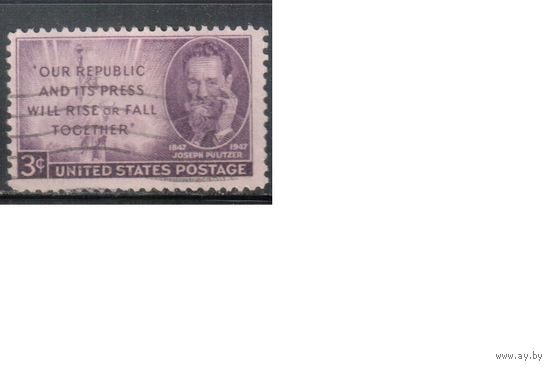 "OUR REPUBLIC
AND ITS PRESS
WILL RISE OR FALL
TOGETHER"
1847 1947
JOSEPH PULITZER
3¢ UNITED STATES POSTAGE
www.ay.by